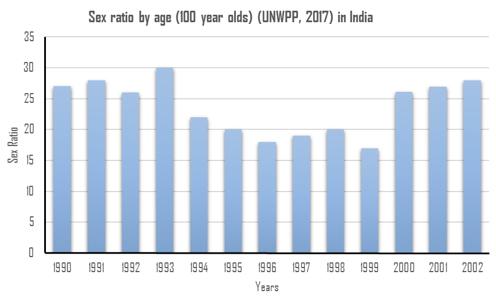 Sex ratio by age (100 year olds) (UNWPP, 2017) in India
35
30
25
20
15
10
5
0
Sex Ratio
1990 1991 1992 1993 1994 1995 1996 1997 1998 1999 2000 2001 2002
Years